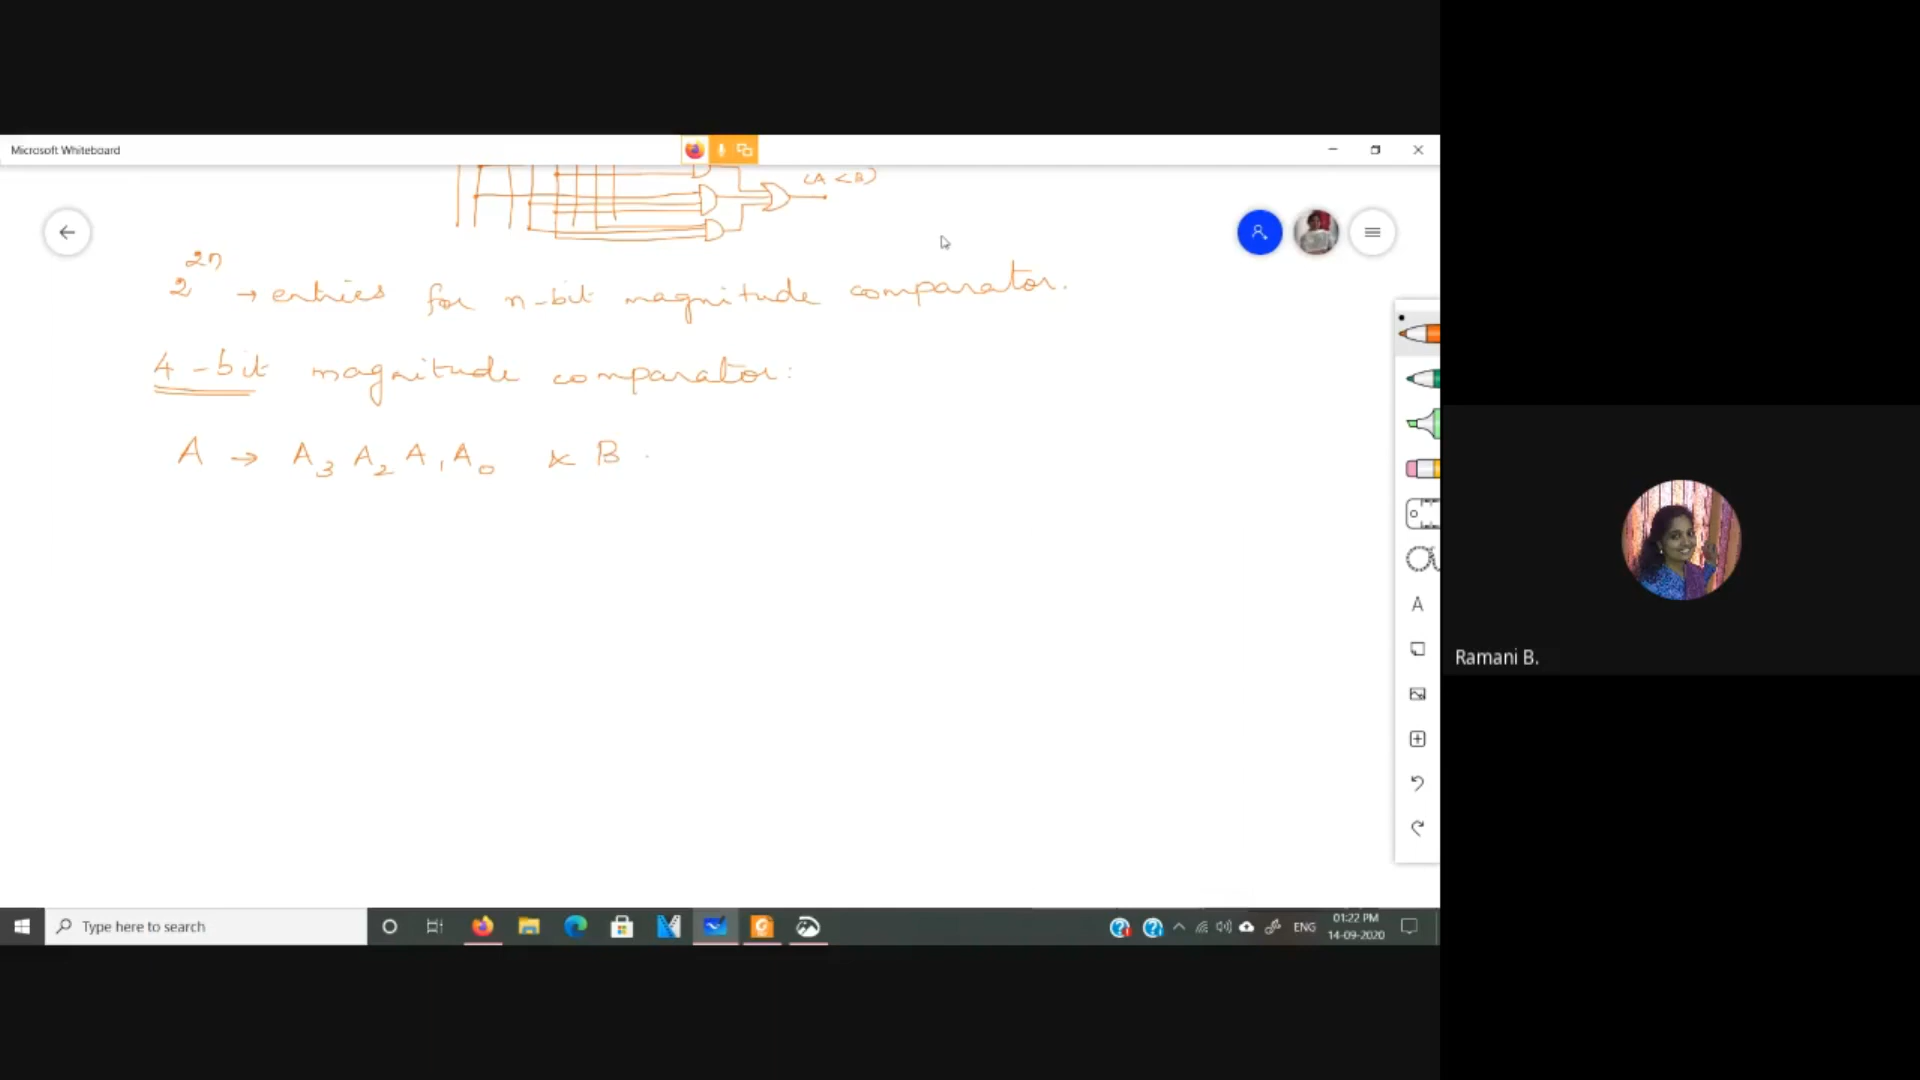 Microsoft Whiteboard
(A < B)
2^2n → entries for n-bit magnitude comparator.
4-bit magnitude comparator:
A → A3 A2 A1 A0 & B .
A
Ramani B.
Type here to search
ENG
01:22 PM
14-09-2020